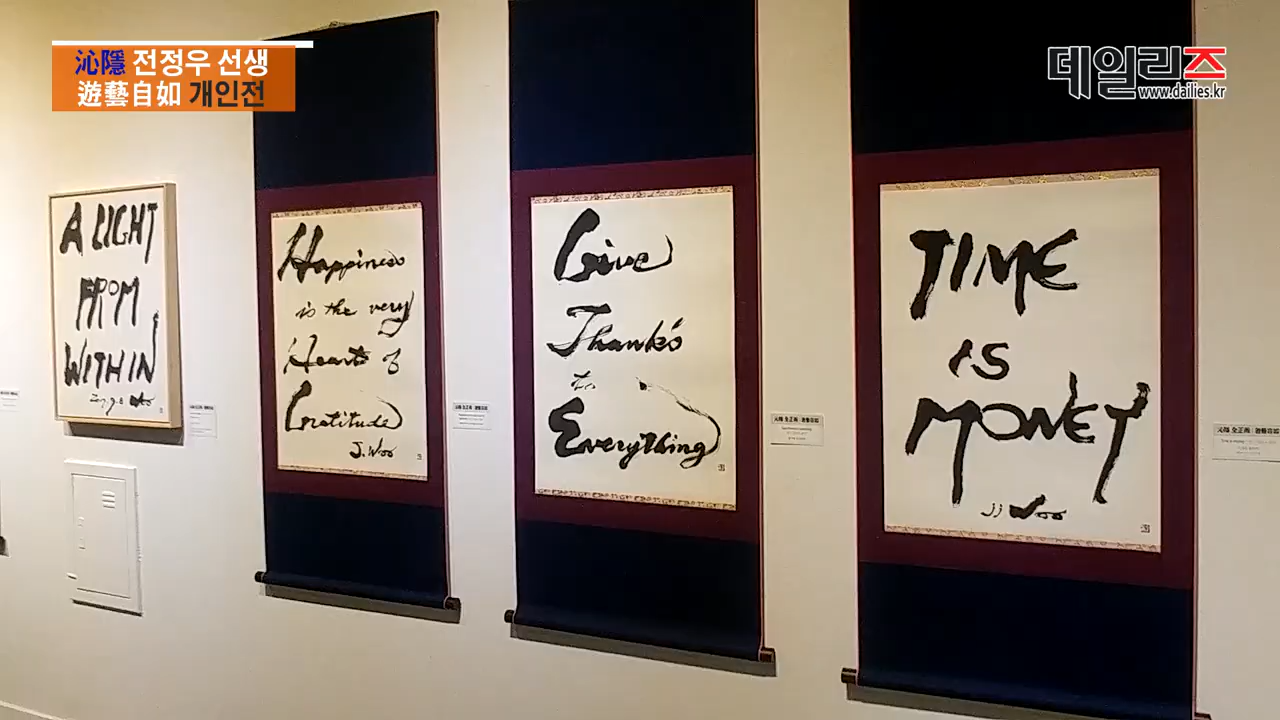 沁隱 전정우 선생
遊藝自如 개인전
데일리즈
www.dailies.kr
A LIGHT
FROM
WITHIN
Happiness
is the very
Heart of
Gratitude
J. Woo
Give
Thanks
to
Everything
TIME
IS
MONEY
jj Woo